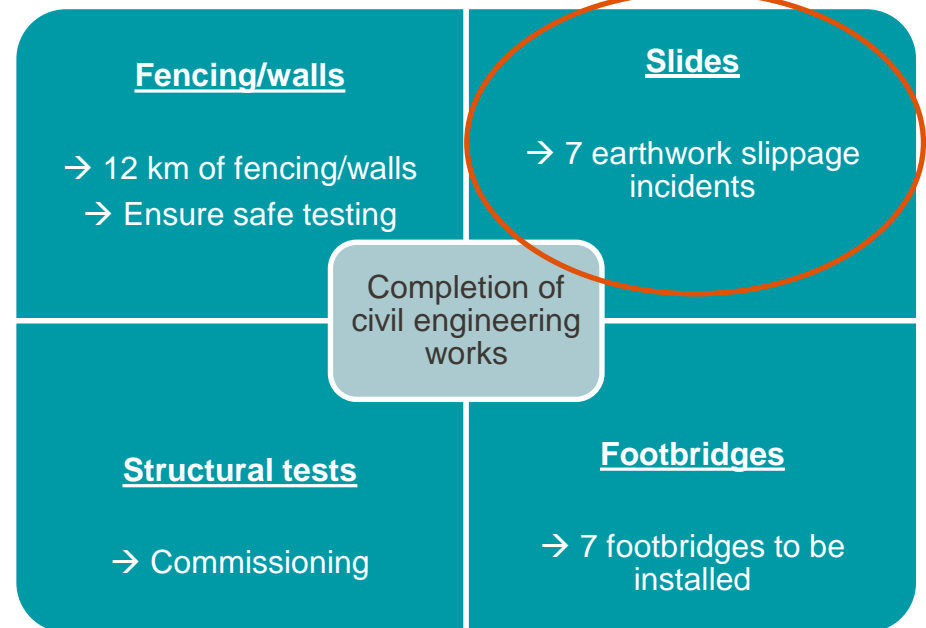 Fencing/walls
→ 12 km of fencing/walls
→ Ensure safe testing
Slides
→ 7 earthwork slippage
incidents
Completion of
civil engineering
works
Structural tests
→ Commissioning
Footbridges
→ 7 footbridges to be
installed